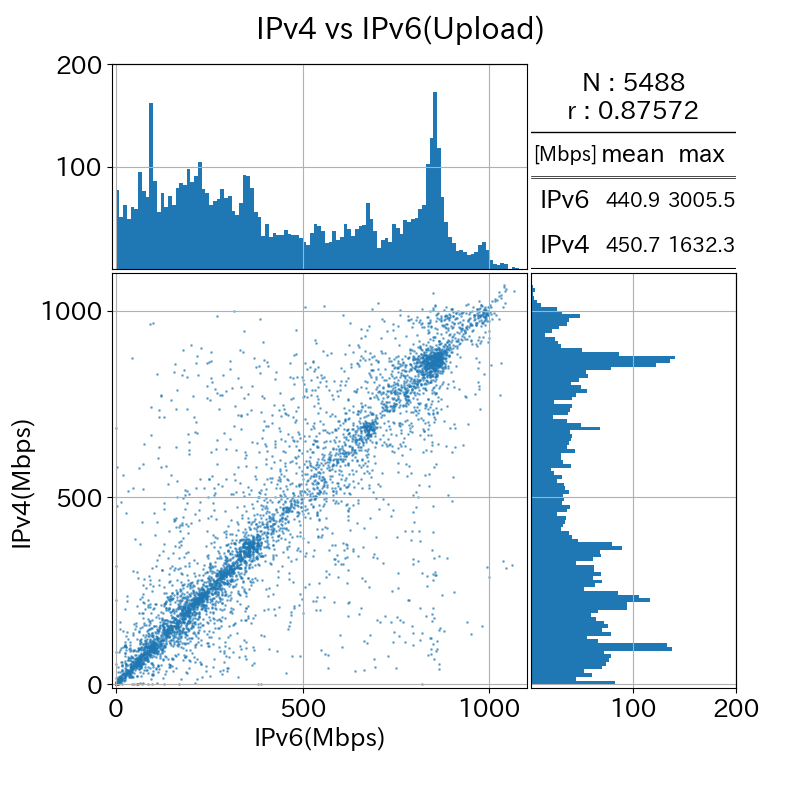 IPv4 vs IPv6(Upload)
200
100
N : 5488
r : 0.87572
[Mbps] mean max
IPv6 440.9 3005.5
IPv4 450.7 1632.3
1000
500
0
IPv4(Mbps)
0 500 1000
IPv6(Mbps)
100 200